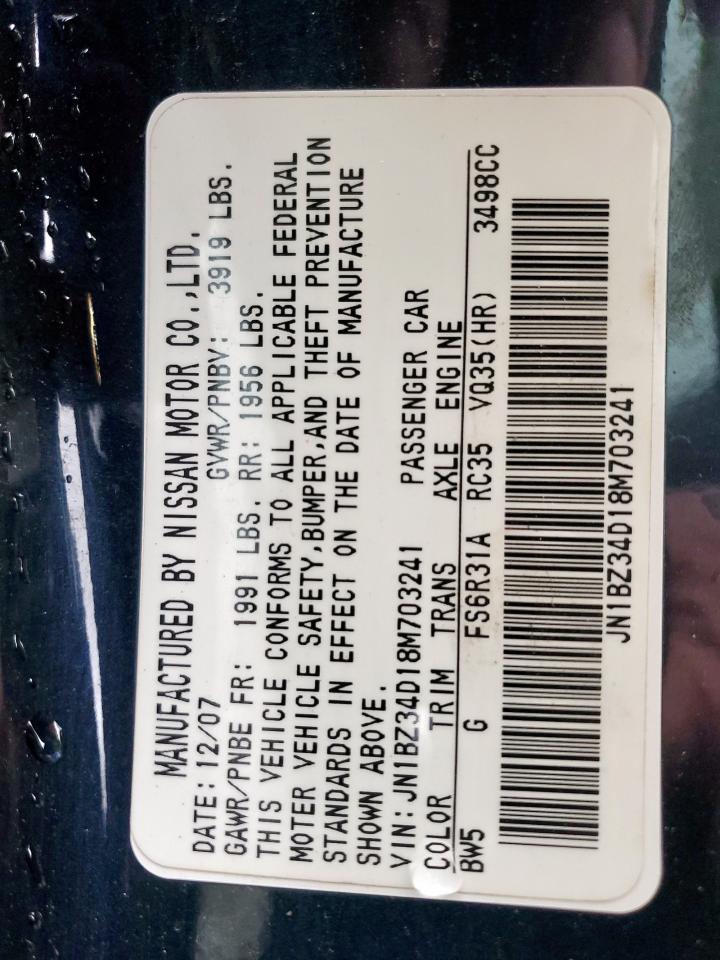 MANUFACTURED BY NISSAN MOTOR CO.,LTD.
DATE: 12/07 GVWR/PNBV: 3919 LBS.
GAWR/PNBE FR: 1991 LBS. RR: 1956 LBS.
THIS VEHICLE CONFORMS TO ALL APPLICABLE FEDERAL
MOTER VEHICLE SAFETY,BUMPER,AND THEFT PREVENTION
STANDARDS IN EFFECT ON THE DATE OF MANUFACTURE
SHOWN ABOVE.
VIN:JN1BZ34D18M703241 PASSENGER CAR
COLOR TRIM TRANS AXLE ENGINE
BW5 G FS6R31A RC35 VQ35(HR) 3498CC
JN1BZ34D18M703241